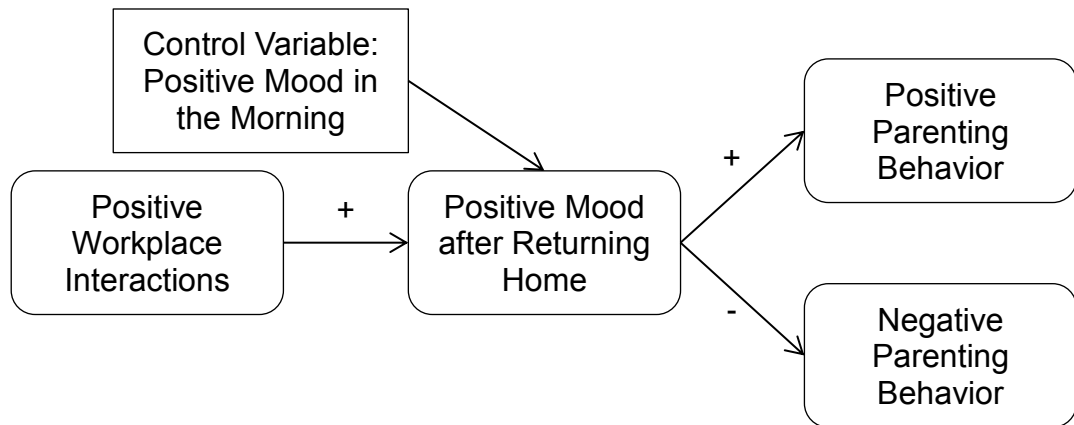 Control Variable:
Positive Mood in
the Morning
Positive
Workplace
Interactions
+
Positive Mood
after Returning
Home
+
-
Positive
Parenting
Behavior
Negative
Parenting
Behavior